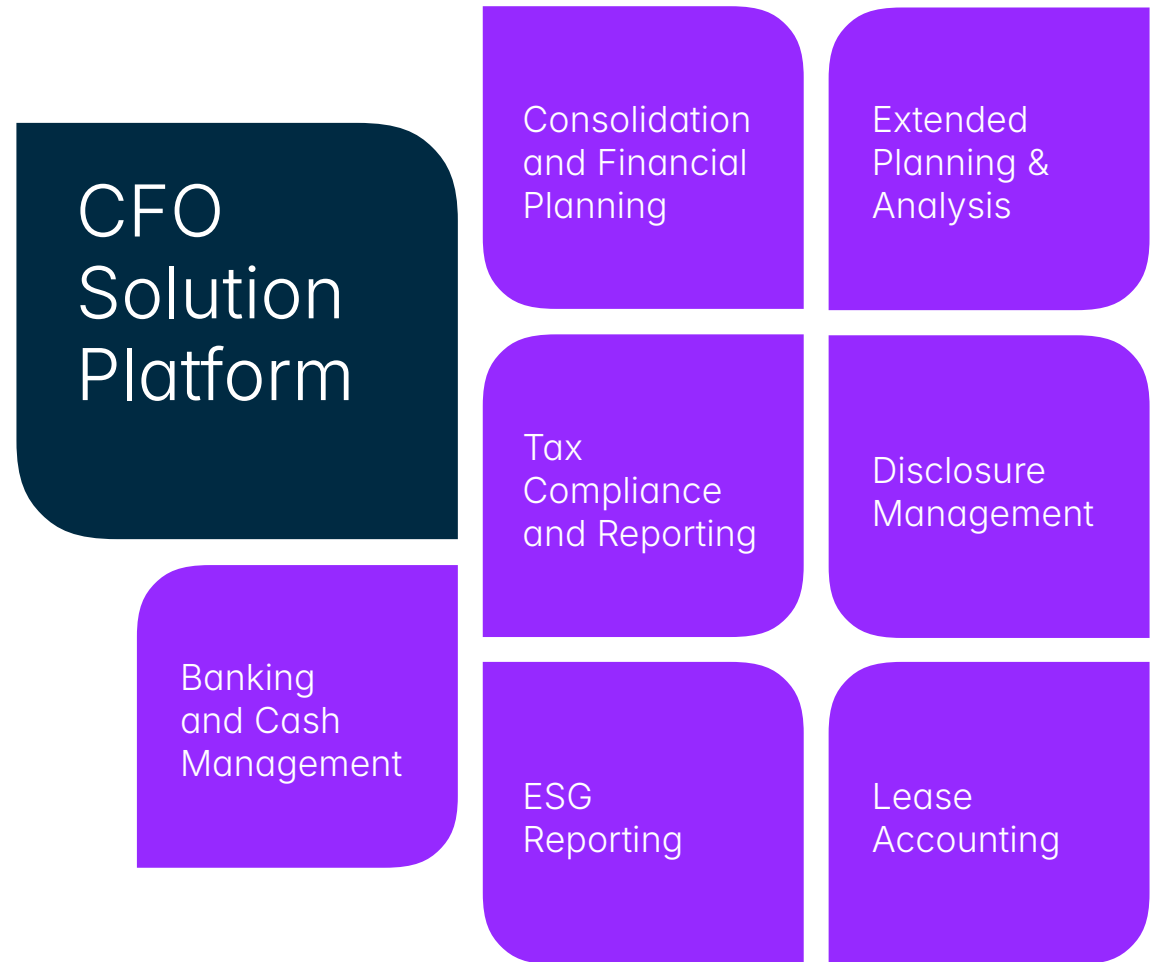 CFO
Solution
Platform
Consolidation
and Financial
Planning
Extended
Planning &
Analysis
Tax
Compliance
and Reporting
Disclosure
Management
Banking
and Cash
Management
ESG
Reporting
Lease
Accounting